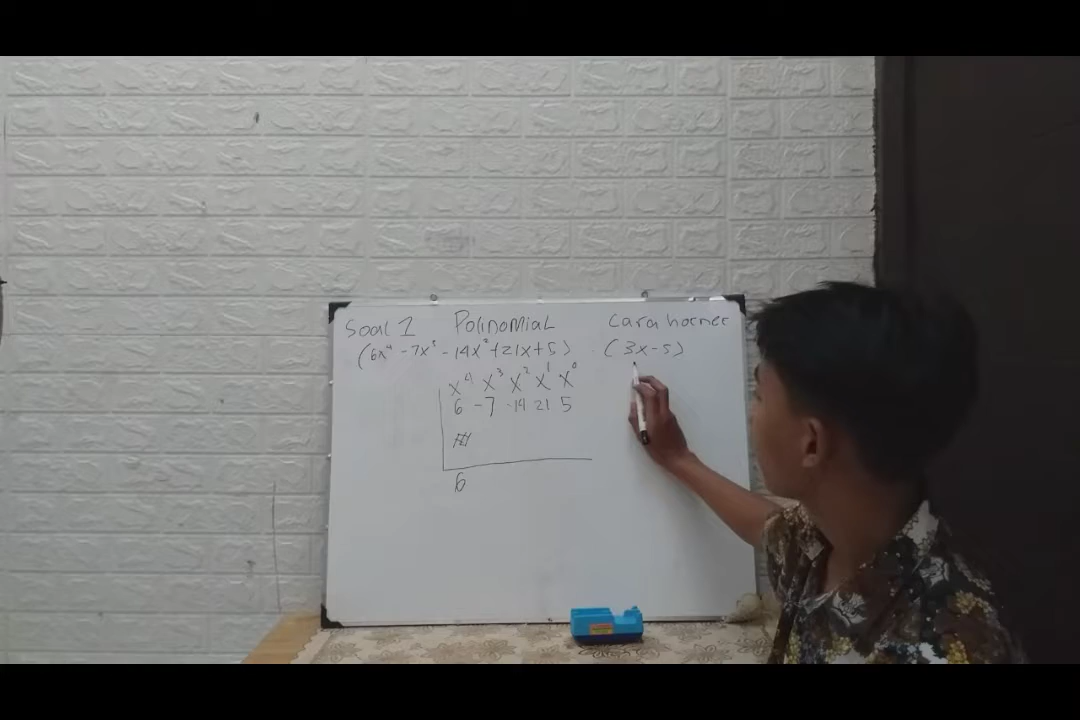 Soal 1 Polinomial Cara horner
(6x⁴ - 7x³ - 14x² + 21x + 5) . (3x - 5)
x⁴ x³ x² x¹ x⁰
6 -7 -14 21 5
6